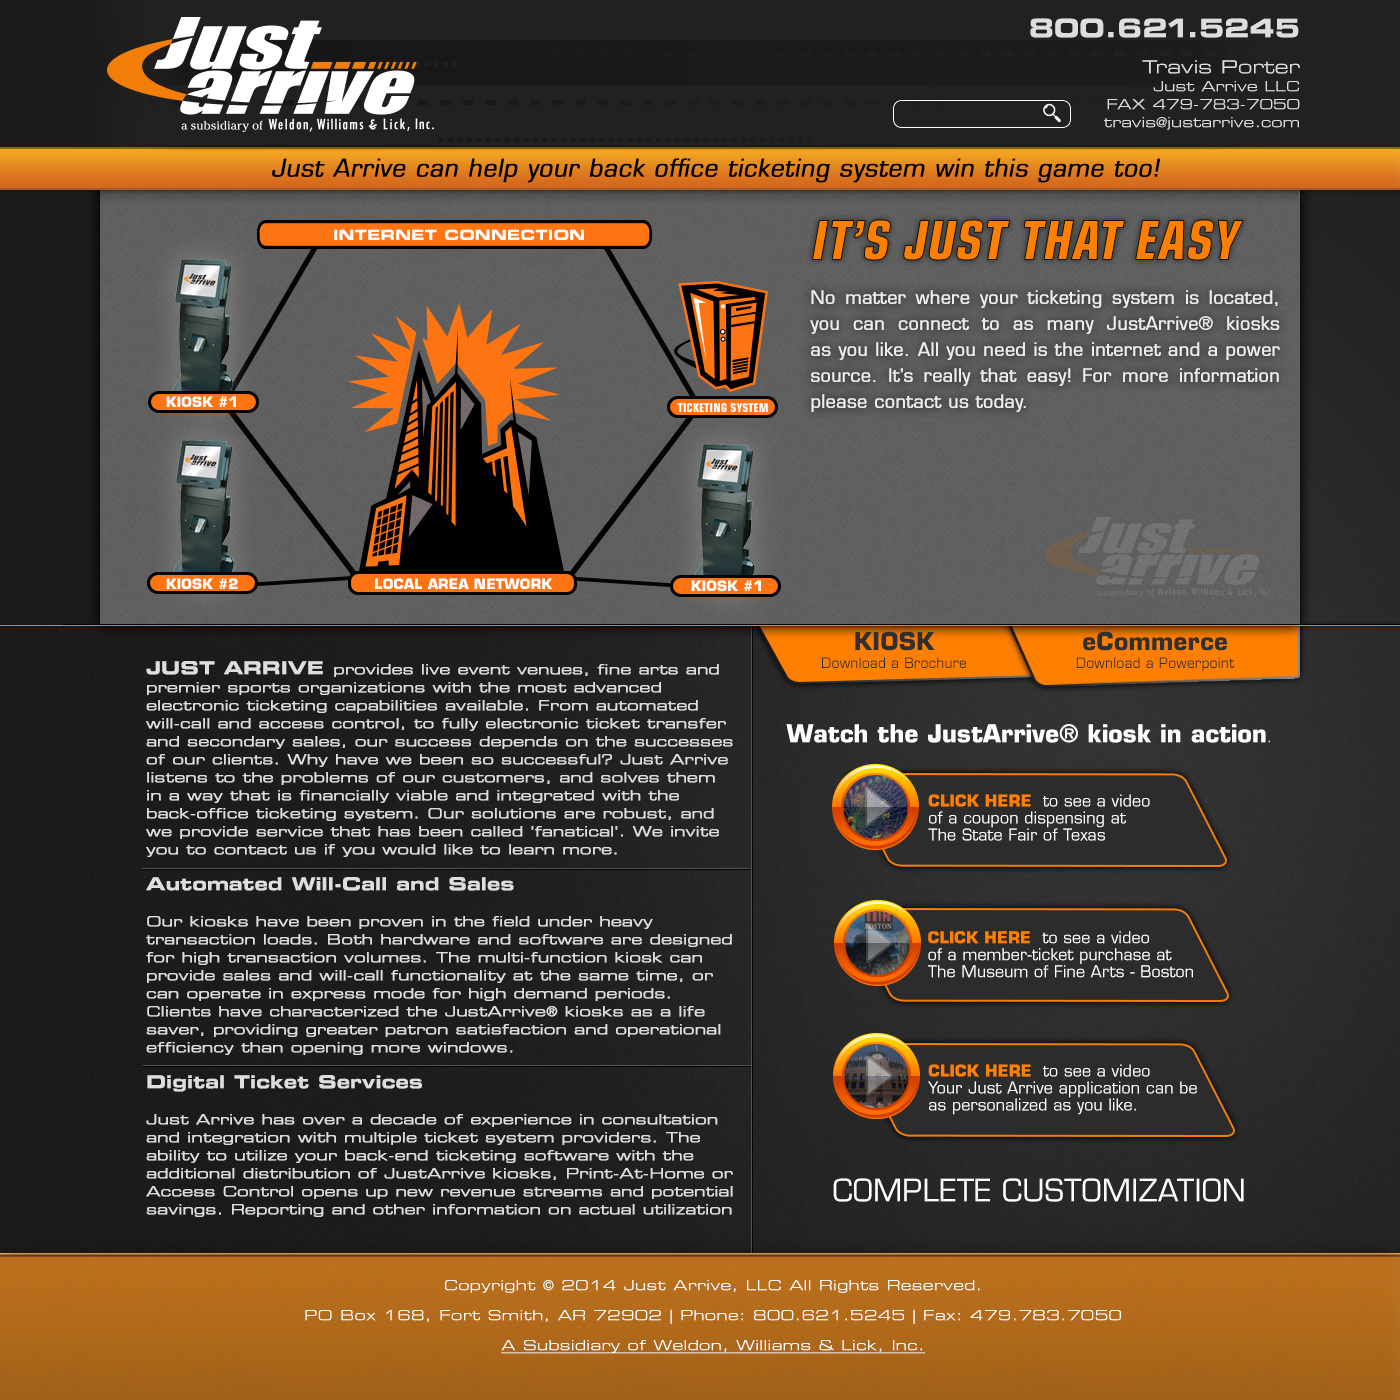 Just
arrive
a subsidiary of Weldon, Williams & Lick, Inc.
800.621.5245
Travis Porter
Just Arrive LLC
FAX 479-783-7050
travis@justarrive.com
Just Arrive can help your back office ticketing system win this game too!
INTERNET CONNECTION
Just
arrive
KIOSK #1
TICKETING SYSTEM
Just
arrive
KIOSK #2
LOCAL AREA NETWORK
Just
arrive
KIOSK #1
IT'S JUST THAT EASY
No matter where your ticketing system is located,
you can connect to as many JustArrive® kiosks
as you like. All you need is the internet and a power
source. It's really that easy! For more information
please contact us today.
Just
arrive
a subsidiary of Weldon, Williams & Lick, Inc.
KIOSK
Download a Brochure
eCommerce
Download a Powerpoint
JUST ARRIVE provides live event venues, fine arts and
premier sports organizations with the most advanced
electronic ticketing capabilities available. From automated
will-call and access control, to fully electronic ticket transfer
and secondary sales, our success depends on the successes
of our clients. Why have we been so successful? Just Arrive
listens to the problems of our customers, and solves them
in a way that is financially viable and integrated with the
back-office ticketing system. Our solutions are robust, and
we provide service that has been called 'fanatical'. We invite
you to contact us if you would like to learn more.
Automated Will-Call and Sales
Our kiosks have been proven in the field under heavy
transaction loads. Both hardware and software are designed
for high transaction volumes. The multi-function kiosk can
provide sales and will-call functionality at the same time, or
can operate in express mode for high demand periods.
Clients have characterized the JustArrive® kiosks as a life
saver, providing greater patron satisfaction and operational
efficiency than opening more windows.
Digital Ticket Services
Just Arrive has over a decade of experience in consultation
and integration with multiple ticket system providers. The
ability to utilize your back-end ticketing software with the
additional distribution of JustArrive kiosks, Print-At-Home or
Access Control opens up new revenue streams and potential
savings. Reporting and other information on actual utilization
Watch the JustArrive® kiosk in action.
CLICK HERE to see a video
of a coupon dispensing at
The State Fair of Texas
BOSTON
CLICK HERE to see a video
of a member-ticket purchase at
The Museum of Fine Arts - Boston
CLICK HERE to see a video
Your Just Arrive application can be
as personalized as you like.
COMPLETE CUSTOMIZATION
Copyright © 2014 Just Arrive, LLC All Rights Reserved.
PO Box 168, Fort Smith, AR 72902 | Phone: 800.621.5245 | Fax: 479.783.7050
A Subsidiary of Weldon, Williams & Lick, Inc.